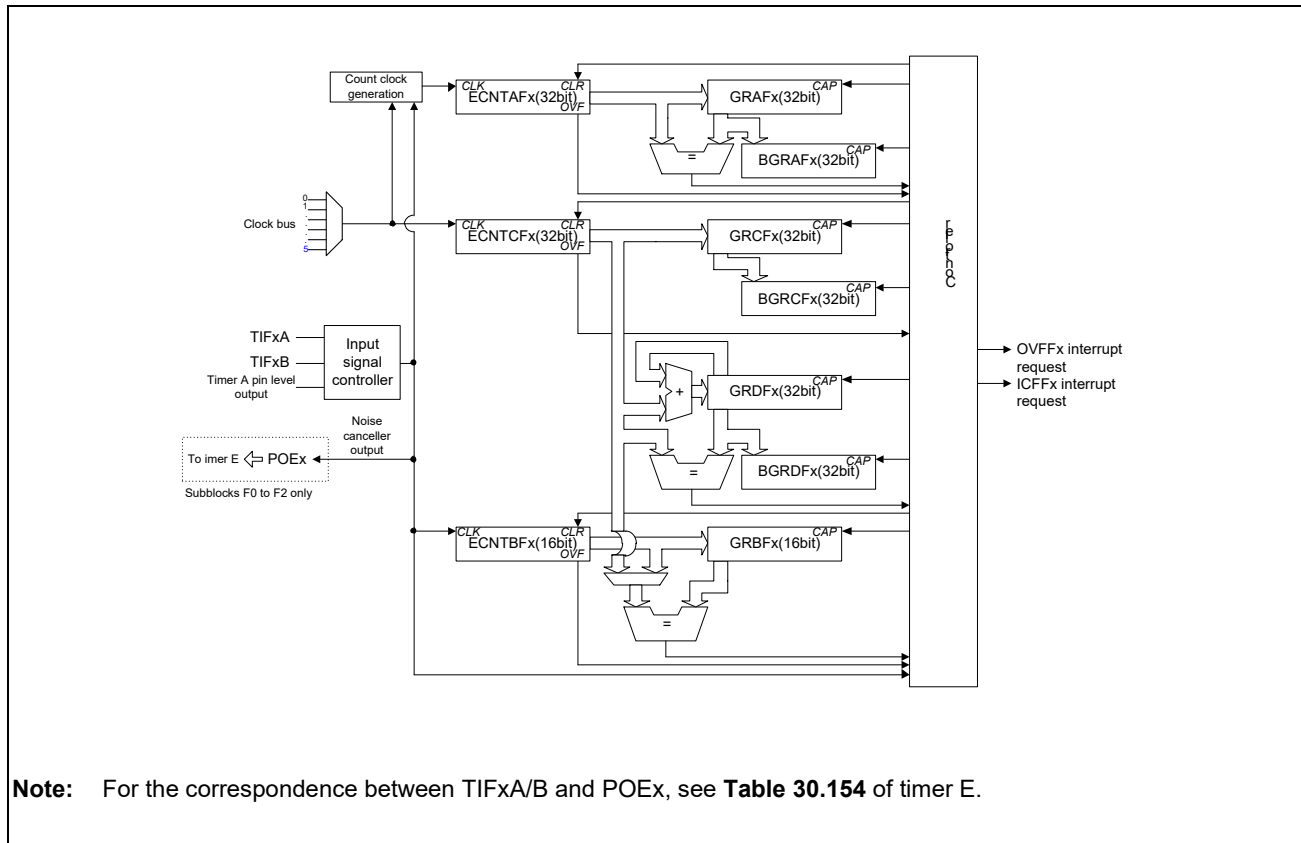 Count clock
generation
CLK
CLR
ECNTAFx(32bit)
OVF
CAP
GRAFx(32bit)
CAP
BGRAFx(32bit)
0
1
.
.
.
5
Clock bus
CLK
CLR
ECNTCFx(32bit)
OVF
CAP
GRCFx(32bit)
CAP
BGRCFx(32bit)
=
TIFxA
TIFxB
Timer A pin level
output
Input
signal
controller
+
CAP
GRDFx(32bit)
OVFFx interrupt
request
ICFFx interrupt
request
Noise
canceller
output
To imer E
POEx
Subblocks F0 to F2 only
=
CAP
BGRDFx(32bit)
CLK
CLR
ECNTBFx(16bit)
OVF
CAP
GRBFx(16bit)
=
Note: For the correspondence between TIFxA/B and POEx, see Table 30.154 of timer E.